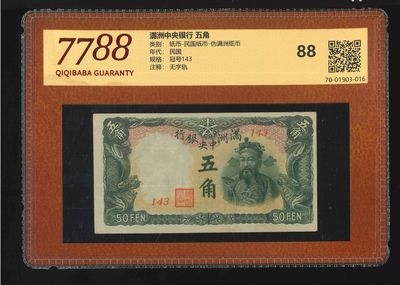 7788
QIQIBABA GUARANTY
满洲中央银行 五角
类别: 纸币-民国纸币-伪满洲纸币
年代: 民国
规格: 冠号143
注释: 无字轨
88
70-01903-016
五角
行銀央中洲滿
角五
143
五角
143
50 FEN
50 FEN